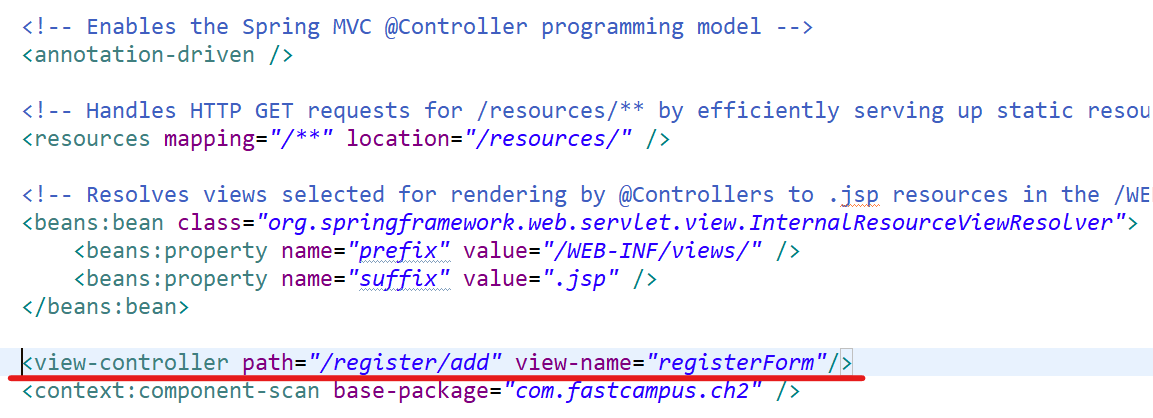 <!-- Enables the Spring MVC @Controller programming model -->
<annotation-driven />
<!-- Handles HTTP GET requests for /resources/** by efficiently serving up static resou
<resources mapping="/**" location="/resources/" />
<!-- Resolves views selected for rendering by @Controllers to .jsp resources in the /WE
<beans:bean class="org.springframework.web.servlet.view.InternalResourceViewResolver">
<beans:property name="prefix" value="/WEB-INF/views/" />
<beans:property name="suffix" value=".jsp" />
</beans:bean>
<view-controller path="/register/add" view-name="registerForm"/>
<context:component-scan base-package="com.fastcampus.ch2" />